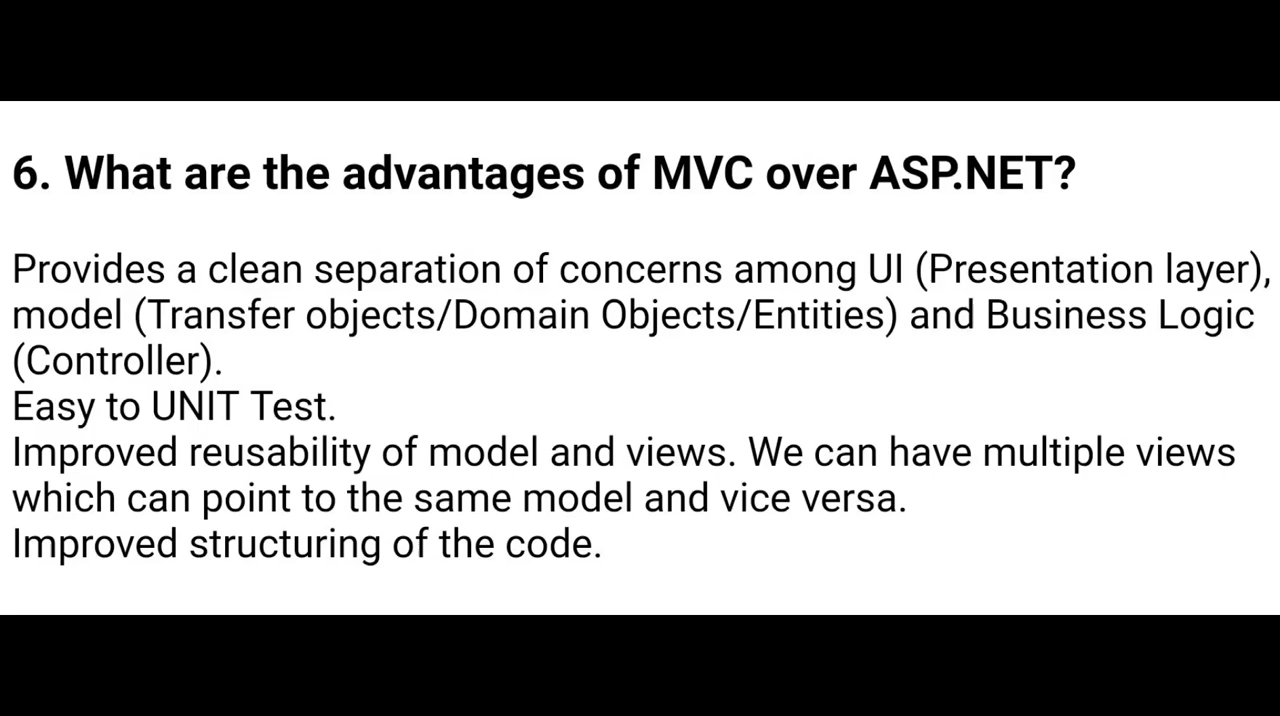 6. What are the advantages of MVC over ASP.NET?
Provides a clean separation of concerns among UI (Presentation layer),
model (Transfer objects/Domain Objects/Entities) and Business Logic
(Controller).
Easy to UNIT Test.
Improved reusability of model and views. We can have multiple views
which can point to the same model and vice versa.
Improved structuring of the code.